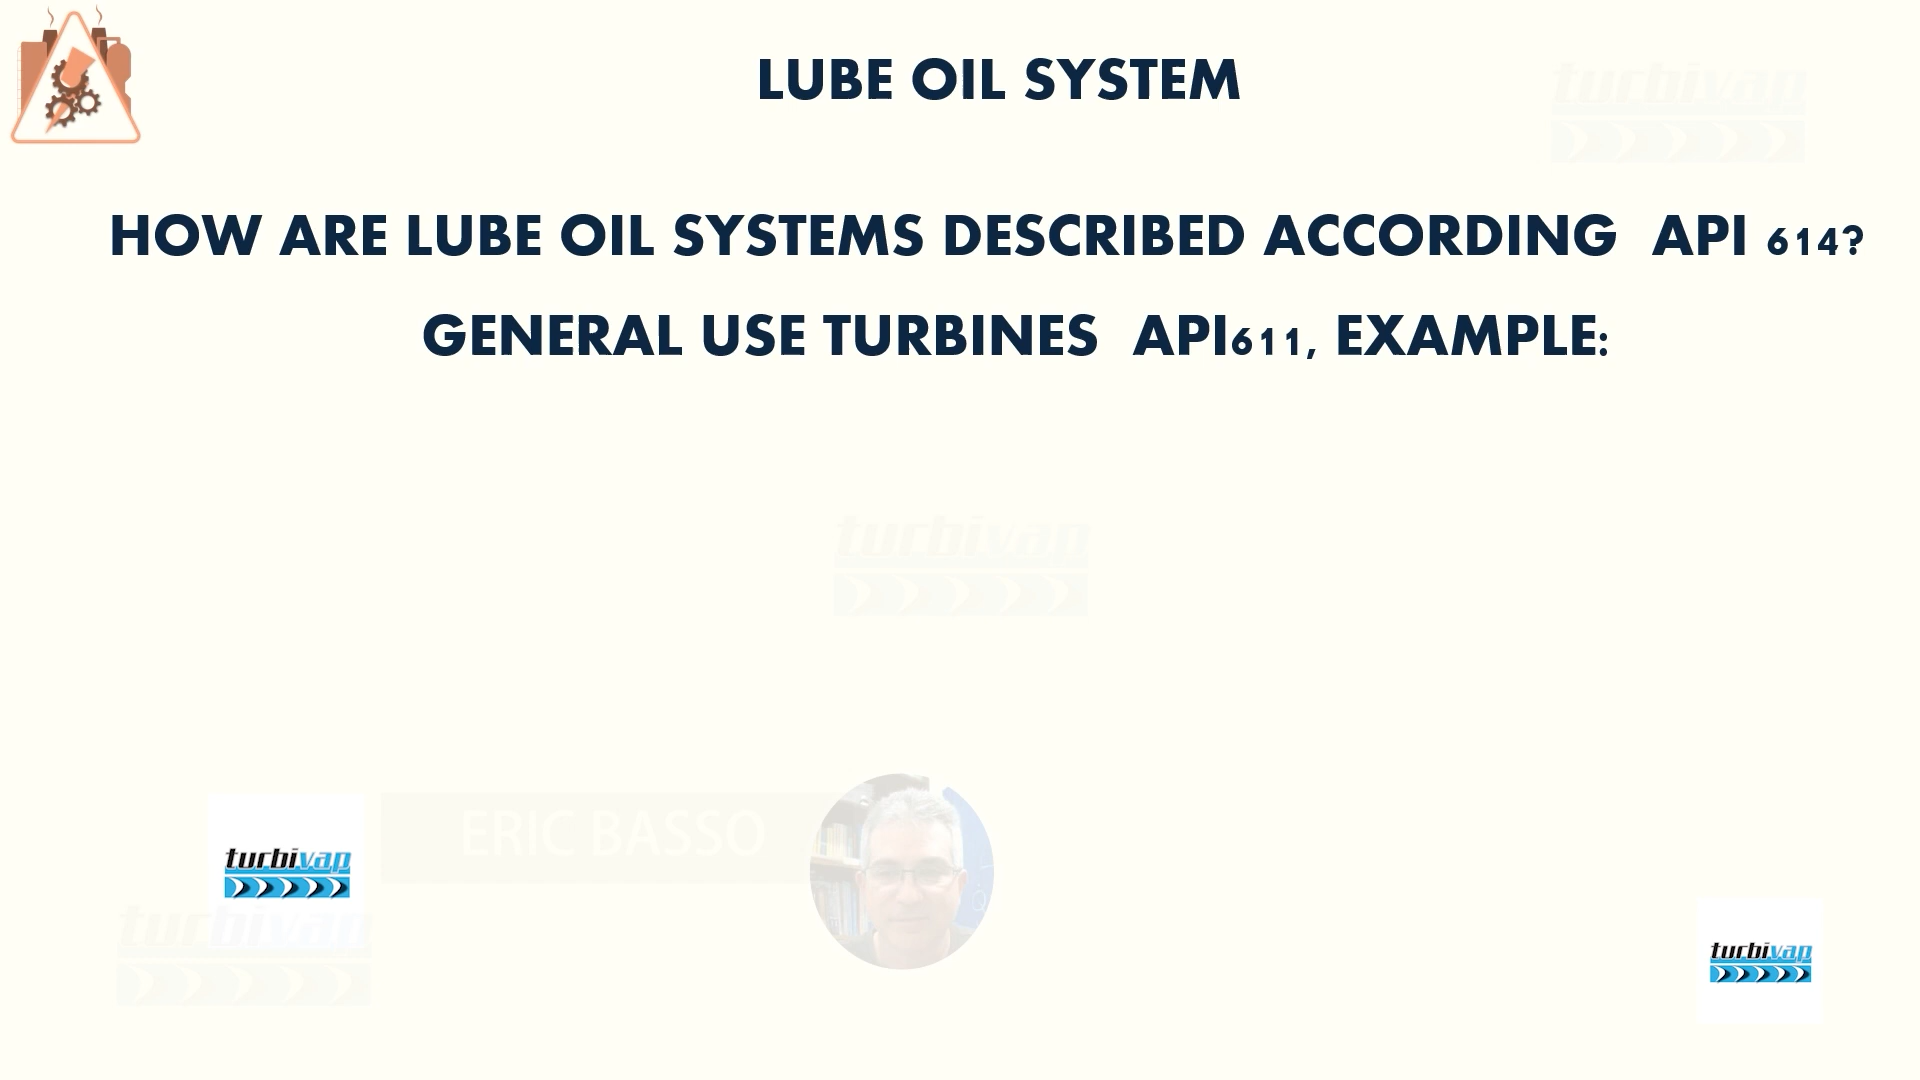 LUBE OIL SYSTEM
turbivap
HOW ARE LUBE OIL SYSTEMS DESCRIBED ACCORDING API 614?
GENERAL USE TURBINES API611, EXAMPLE:
turbivap
ERIC BASSO
turbivap
turbivap
turbivap